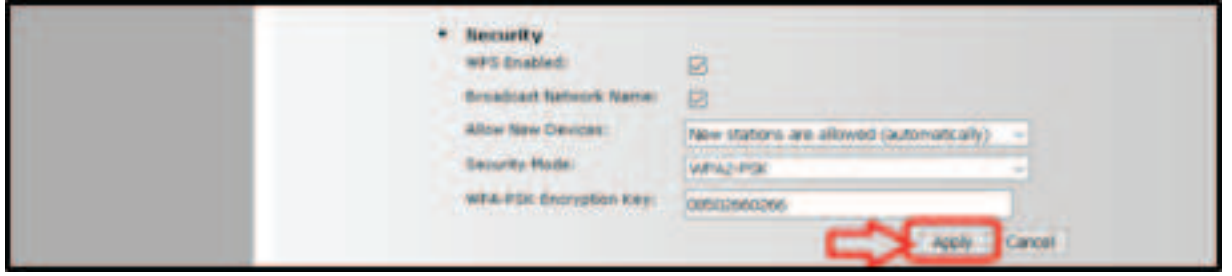 Security
WPS Enabled:
Broadcast Network Name:
Allow New Devices: New stations are allowed (automatically)
Security Mode: WPA2-PSK
WPA-PSK Encryption Key: 08502660266
Apply Cancel